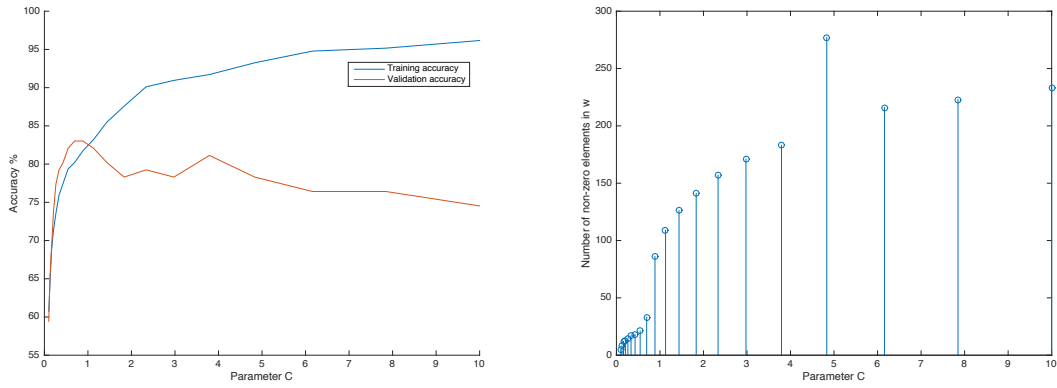 100
95
90
85
80
75
70
65
60
55
Accuracy %
0 1 2 3 4 5 6 7 8 9 10
Parameter C
Training accuracy
Validation accuracy
300
250
200
150
100
50
0
Number of non-zero elements in w
0 1 2 3 4 5 6 7 8 9 10
Parameter C